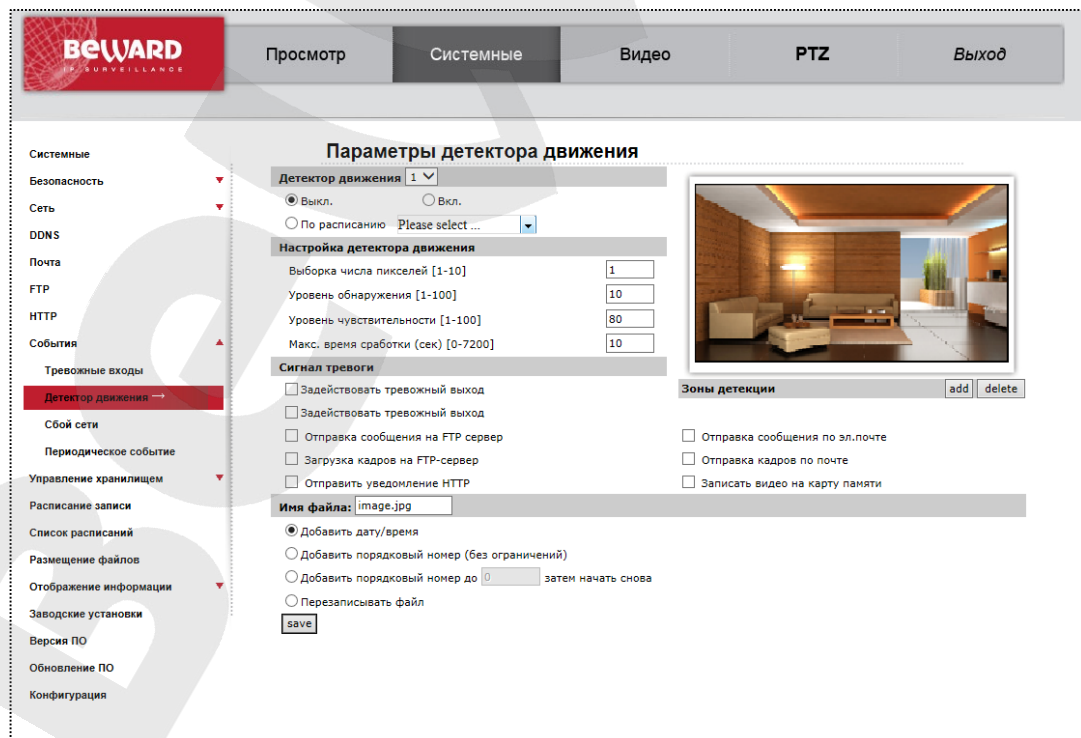 BEWARD
IP-SURVEILLANCE
Просмотр
Системные
Видео
PTZ
Выход
Системные
Безопасность
Сеть
DDNS
Почта
FTP
HTTP
События
Тревожные входы
Детектор движения →
Сбой сети
Периодическое событие
Управление хранилищем
Расписание записи
Список расписаний
Размещение файлов
Отображение информации
Заводские установки
Версия ПО
Обновление ПО
Конфигурация
Параметры детектора движения
Детектор движения 1
Выкл. Вкл.
По расписанию Please select ...
Настройка детектора движения
Выборка числа пикселей [1-10] 1
Уровень обнаружения [1-100] 10
Уровень чувствительности [1-100] 80
Макс. время сработки (сек) [0-7200] 10
Сигнал тревоги
Зоны детекции add delete
Задействовать тревожный выход
Задействовать тревожный выход
Отправка сообщения на FTP сервер Отправка сообщения по эл.почте
Загрузка кадров на FTP-сервер Отправка кадров по почте
Отправить уведомление HTTP Записать видео на карту памяти
Имя файла: image.jpg
Добавить дату/время
Добавить порядковый номер (без ограничений)
Добавить порядковый номер до 0 затем начать снова
Перезаписывать файл
save